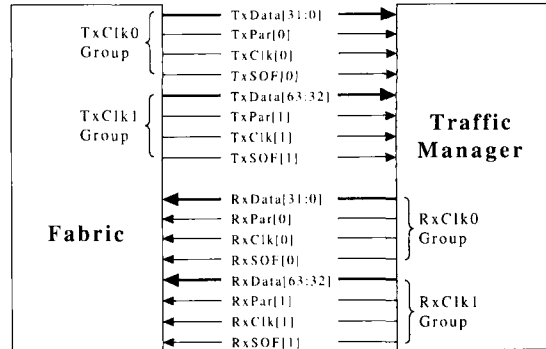 TxData[31:0]
TxClk0
Group
TxPar[0]
TxClk[0]
TxSOF[0]
TxData[63:32]
TxClk1
Group
TxPar[1]
TxClk[1]
TxSOF[1]
Traffic
Manager
Fabric
RxData[31:0]
RxPar[0]
RxClk[0]
RxSOF[0]
RxClk0
Group
RxData[63:32]
RxPar[1]
RxClk[1]
RxSOF[1]
RxClk1
Group